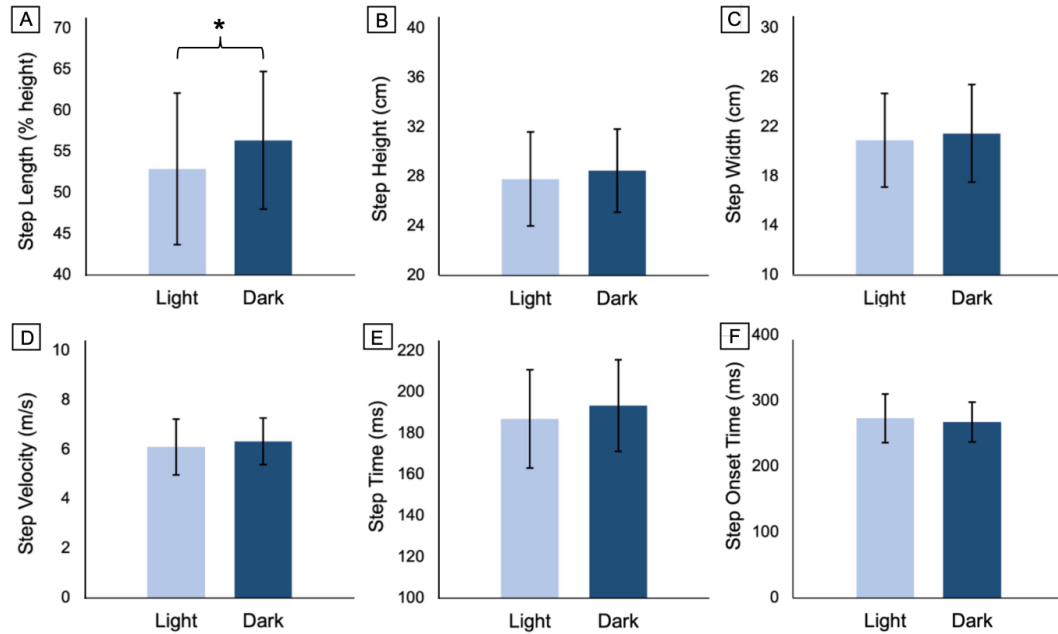 A
Step Length (% height)
70
65
60
55
50
45
40
*
Light Dark
B
Step Height (cm)
40
36
32
28
24
20
Light Dark
C
Step Width (cm)
30
26
22
18
14
10
Light Dark
D
Step Velocity (m/s)
10
8
6
4
2
0
Light Dark
E
Step Time (ms)
220
200
180
160
140
120
100
Light Dark
F
Step Onset Time (ms)
400
300
200
100
0
Light Dark